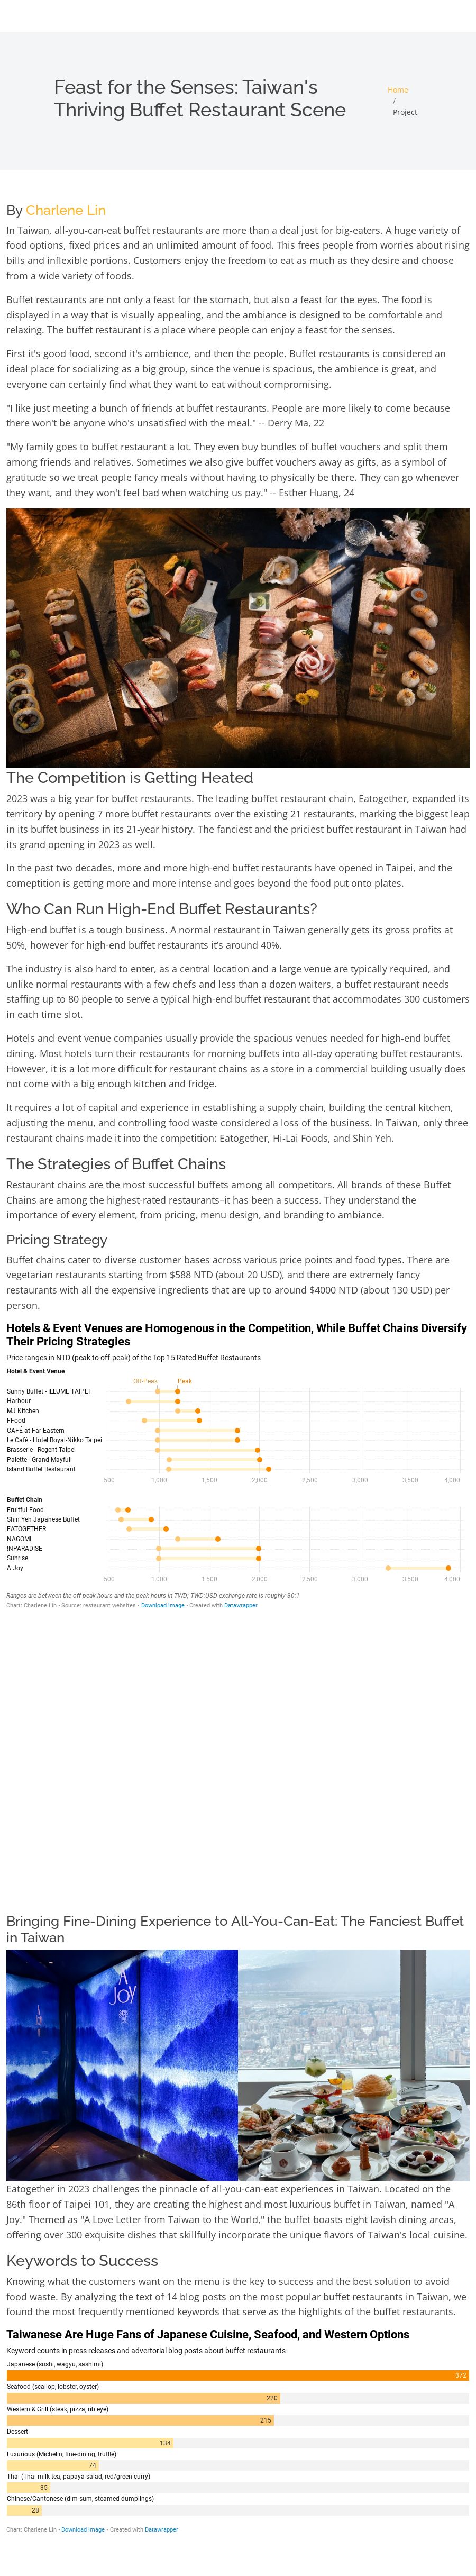 Feast for the Senses: Taiwan's
Thriving Buffet Restaurant Scene
Home
/
Project
By Charlene Lin
In Taiwan, all-you-can-eat buffet restaurants are more than a deal just for big-eaters. A huge variety of
food options, fixed prices and an unlimited amount of food. This frees people from worries about rising
bills and inflexible portions. Customers enjoy the freedom to eat as much as they desire and choose
from a wide variety of foods.
Buffet restaurants are not only a feast for the stomach, but also a feast for the eyes. The food is
displayed in a way that is visually appealing, and the ambiance is designed to be comfortable and
relaxing. The buffet restaurant is a place where people can enjoy a feast for the senses.
First it's good food, second it's ambience, and then the people. Buffet restaurants is considered an
ideal place for socializing as a big group, since the venue is spacious, the ambience is great, and
everyone can certainly find what they want to eat without compromising.
"I like just meeting a bunch of friends at buffet restaurants. People are more likely to come because
there won't be anyone who's unsatisfied with the meal." -- Derry Ma, 22
"My family goes to buffet restaurant a lot. They even buy bundles of buffet vouchers and split them
among friends and relatives. Sometimes we also give buffet vouchers away as gifts, as a symbol of
gratitude so we treat people fancy meals without having to physically be there. They can go whenever
they want, and they won't feel bad when watching us pay." -- Esther Huang, 24
The Competition is Getting Heated
2023 was a big year for buffet restaurants. The leading buffet restaurant chain, Eatogether, expanded its
territory by opening 7 more buffet restaurants over the existing 21 restaurants, marking the biggest leap
in its buffet business in its 21-year history. The fanciest and the priciest buffet restaurant in Taiwan had
its grand opening in 2023 as well.
In the past two decades, more and more high-end buffet restaurants have opened in Taipei, and the
comeptition is getting more and more intense and goes beyond the food put onto plates.
Who Can Run High-End Buffet Restaurants?
High-end buffet is a tough business. A normal restaurant in Taiwan generally gets its gross profits at
50%, however for high-end buffet restaurants it's around 40%.
The industry is also hard to enter, as a central location and a large venue are typically required, and
unlike normal restaurants with a few chefs and less than a dozen waiters, a buffet restaurant needs
staffing up to 80 people to serve a typical high-end buffet restaurant that accommodates 300 customers
in each time slot.
Hotels and event venue companies usually provide the spacious venues needed for high-end buffet
dining. Most hotels turn their restaurants for morning buffets into all-day operating buffet restaurants.
However, it is a lot more difficult for restaurant chains as a store in a commercial building usually does
not come with a big enough kitchen and fridge.
It requires a lot of capital and experience in establishing a supply chain, building the central kitchen,
adjusting the menu, and controlling food waste considered a loss of the business. In Taiwan, only three
restaurant chains made it into the competition: Eatogether, Hi-Lai Foods, and Shin Yeh.
The Strategies of Buffet Chains
Restaurant chains are the most successful buffets among all competitors. All brands of these Buffet
Chains are among the highest-rated restaurants–it has been a success. They understand the
importance of every element, from pricing, menu design, and branding to ambiance.
Pricing Strategy
Buffet chains cater to diverse customer bases across various price points and food types. There are
vegetarian restaurants starting from $588 NTD (about 20 USD), and there are extremely fancy
restaurants with all the expensive ingredients that are up to around $4000 NTD (about 130 USD) per
person.
Hotels & Event Venues are Homogenous in the Competition, While Buffet Chains Diversify
Their Pricing Strategies
Price ranges in NTD (peak to off-peak) of the Top 15 Rated Buffet Restaurants
Hotel & Event Venue
Off-Peak Peak
Sunny Buffet - ILLUME TAIPEI
Harbour
MJ Kitchen
FFood
CAFÉ at Far Eastern
Le Café - Hotel Royal-Nikko Taipei
Brasserie - Regent Taipei
Palette - Grand Mayfull
Island Buffet Restaurant
500 1,000 1,500 2,000 2,500 3,000 3,500 4,000
Buffet Chain
Fruitful Food
Shin Yeh Japanese Buffet
EATOGETHER
NAGOMI
!NPARADISE
Sunrise
A Joy
500 1,000 1,500 2,000 2,500 3,000 3,500 4,000
Ranges are between the off-peak hours and the peak hours in TWD; TWD:USD exchange rate is roughly 30:1
Chart: Charlene Lin • Source: restaurant websites • Download image • Created with Datawrapper
Bringing Fine-Dining Experience to All-You-Can-Eat: The Fanciest Buffet
in Taiwan
A JOY
饗
Eatogether in 2023 challenges the pinnacle of all-you-can-eat experiences in Taiwan. Located on the
86th floor of Taipei 101, they are creating the highest and most luxurious buffet in Taiwan, named "A
Joy." Themed as "A Love Letter from Taiwan to the World," the buffet boasts eight lavish dining areas,
offering over 300 exquisite dishes that skillfully incorporate the unique flavors of Taiwan's local cuisine.
Keywords to Success
Knowing what the customers want on the menu is the key to success and the best solution to avoid
food waste. By analyzing the text of 14 blog posts on the most popular buffet restaurants in Taiwan, we
found the most frequently mentioned keywords that serve as the highlights of the buffet restaurants.
Taiwanese Are Huge Fans of Japanese Cuisine, Seafood, and Western Options
Keyword counts in press releases and advertorial blog posts about buffet restaurants
Japanese (sushi, wagyu, sashimi)
372
Seafood (scallop, lobster, oyster)
220
Western & Grill (steak, pizza, rib eye)
215
Dessert
134
Luxurious (Michelin, fine-dining, truffle)
74
Thai (Thai milk tea, papaya salad, red/green curry)
35
Chinese/Cantonese (dim-sum, steamed dumplings)
28
Chart: Charlene Lin • Download image • Created with Datawrapper